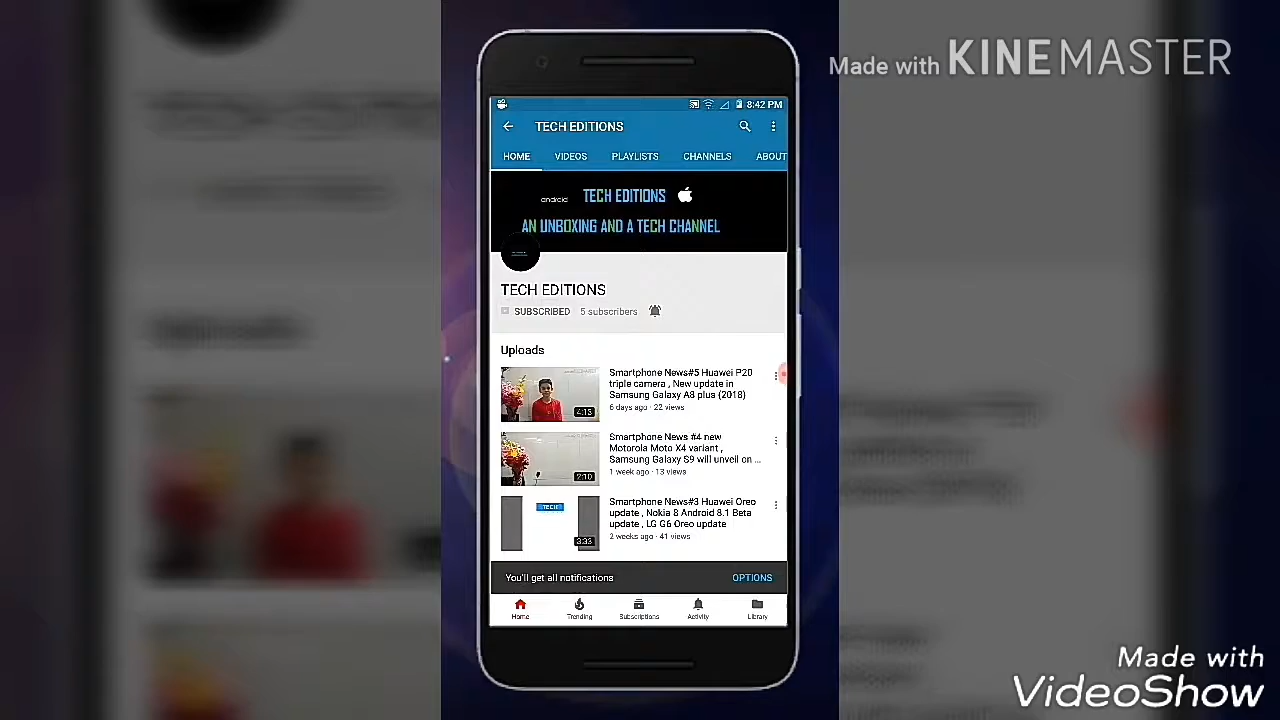 Made with KINEMASTER
8:42 PM
TECH EDITIONS
HOME VIDEOS PLAYLISTS CHANNELS ABOUT
android TECH EDITIONS
AN UNBOXING AND A TECH CHANNEL
TECH EDITIONS
SUBSCRIBED 5 subscribers
Uploads
Smartphone News#5 Huawei P20
triple camera , New update in
Samsung Galaxy A8 plus (2018)
6 days ago · 22 views
4:13
Smartphone News #4 new
Motorola Moto X4 variant ,
Samsung Galaxy S9 will unveil on ...
1 week ago · 13 views
2:10
Smartphone News#3 Huawei Oreo
update , Nokia 8 Android 8.1 Beta
update , LG G6 Oreo update
2 weeks ago · 41 views
TECH
3:33
You'll get all notifications OPTIONS
Home Trending Subscriptions Activity Library
Made with
VideoShow